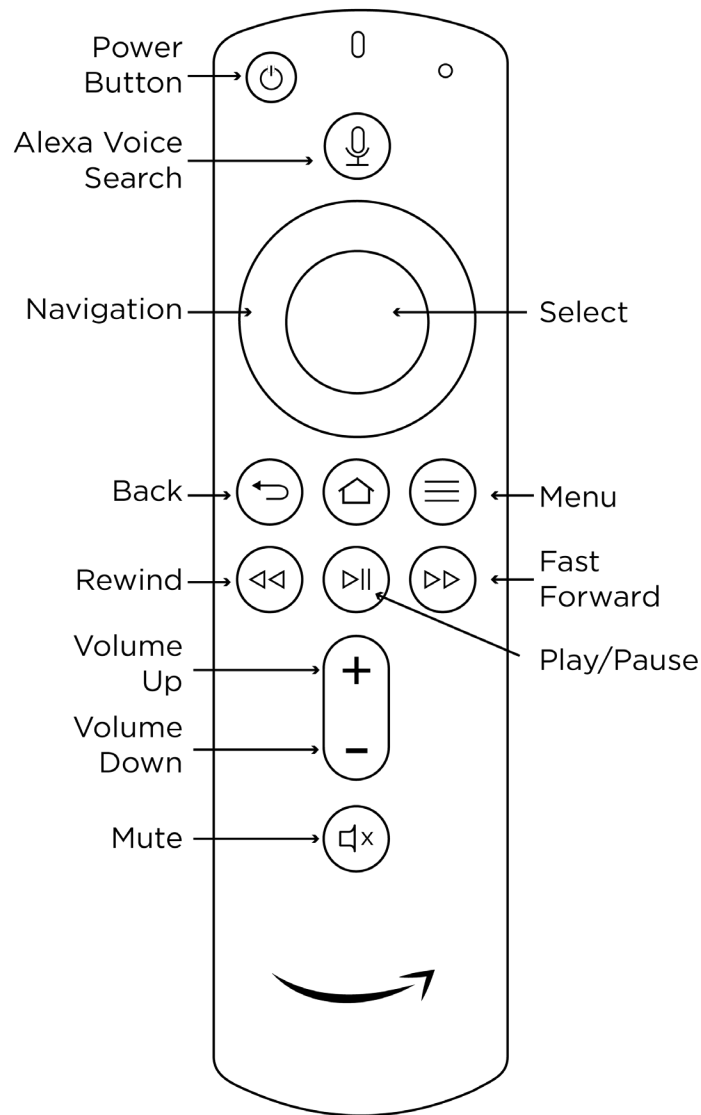 Power
Button
Alexa Voice
Search
Navigation
Select
Back
Menu
Rewind
Fast
Forward
Play/Pause
Volume
Up
Volume
Down
Mute